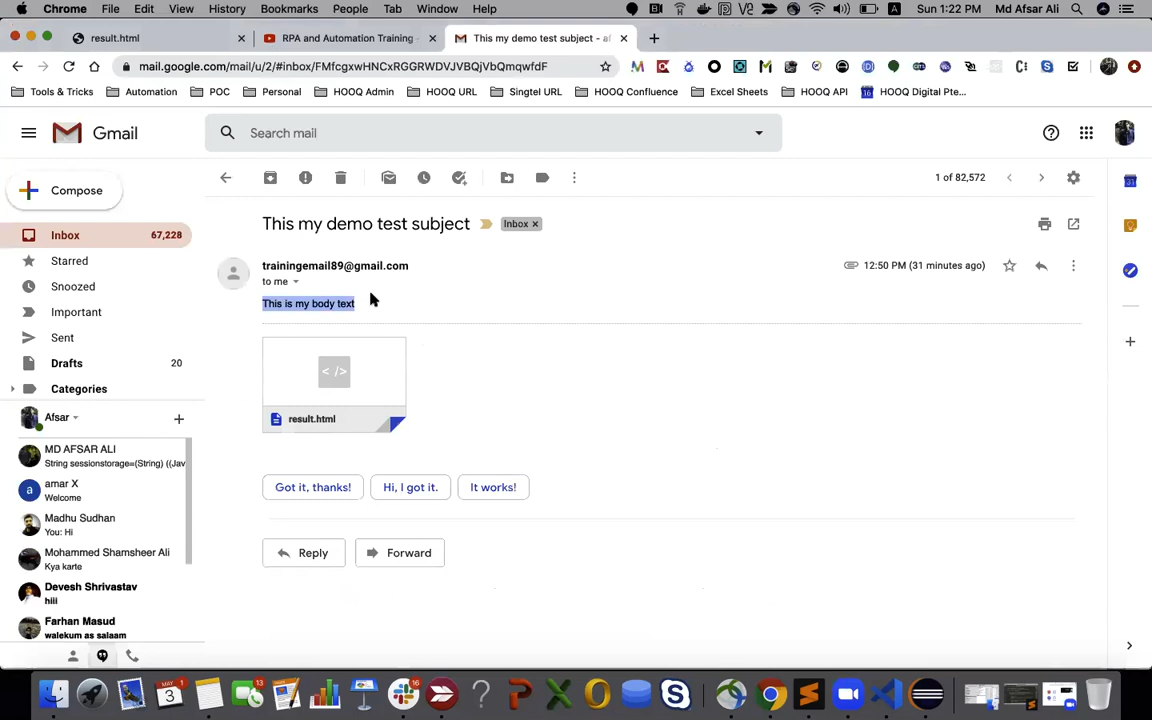 Chrome File Edit View History Bookmarks People Tab Window Help Sun 1:22 PM Md Afsar Ali
result.html
RPA and Automation Training -
This my demo test subject - af
mail.google.com/mail/u/2/#inbox/FMfcgxwHNCxRGGRWDVJVBQjVbQmqwfdF
Tools & Tricks Automation POC Personal HOOQ Admin HOOQ URL Singtel URL HOOQ Confluence Excel Sheets HOOQ API HOOQ Digital Pte...
Gmail
Search mail
Compose
1 of 82,572
This my demo test subject
Inbox
Inbox 67,228
Starred
Snoozed
Important
Sent
Drafts 20
Categories
trainingemail89@gmail.com
12:50 PM (31 minutes ago)
to me
This is my body text
</>
result.html
Got it, thanks!
Hi, I got it.
It works!
Reply
Forward
Afsar
MD AFSAR ALI
String sessionstorage=(String) ((Jav
amar X
Welcome
Madhu Sudhan
You: Hi
Mohammed Shamsheer Ali
Kya karte
Devesh Shrivastav
hiii
Farhan Masud
walekum as salaam
MAY
3
1
13
16